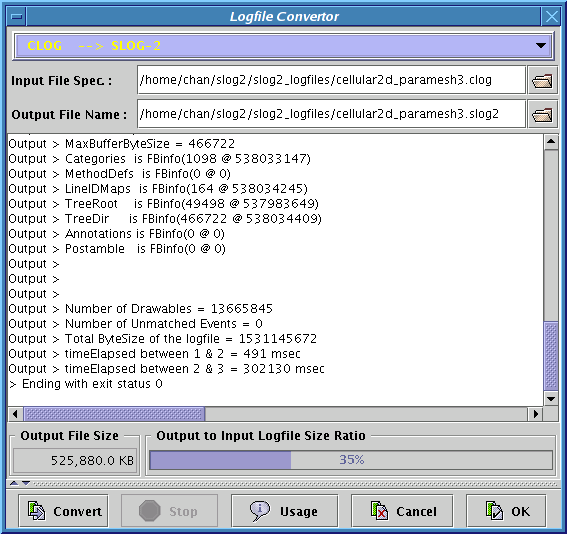 Logfile Convertor
CLOG --> SLOG-2
Input File Spec. : /home/chan/slog2/slog2_logfiles/cellular2d_paramesh3.clog
Output File Name : /home/chan/slog2/slog2_logfiles/cellular2d_paramesh3.slog2
Output > MaxBufferByteSize = 466722
Output > Categories is FBinfo(1098 @ 538033147)
Output > MethodDefs is FBinfo(0 @ 0)
Output > LineIDMaps is FBinfo(164 @ 538034245)
Output > TreeRoot is FBinfo(49498 @ 537983649)
Output > TreeDir is FBinfo(466722 @ 538034409)
Output > Annotations is FBinfo(0 @ 0)
Output > Postamble is FBinfo(0 @ 0)
Output >
Output >
Output >
Output > Number of Drawables = 13665845
Output > Number of Unmatched Events = 0
Output > Total ByteSize of the logfile = 1531145672
Output > timeElapsed between 1 & 2 = 491 msec
Output > timeElapsed between 2 & 3 = 302130 msec
> Ending with exit status 0
Output File Size Output to Input Logfile Size Ratio
525,880.0 KB 35%
Convert Stop Usage Cancel OK